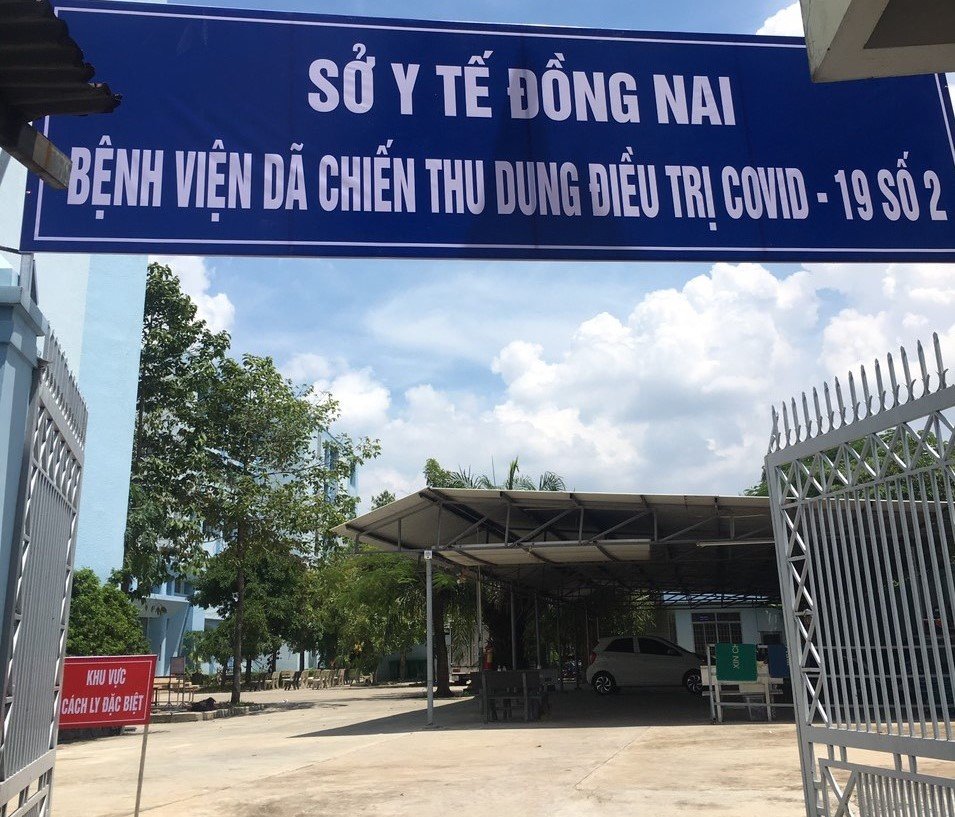 SỞ Y TẾ ĐỒNG NAI
BỆNH VIỆN DÃ CHIẾN THU DUNG ĐIỀU TRỊ COVID - 19 SỐ 2
KHU VỰC
CÁCH LY ĐẶC BIỆT
XIN